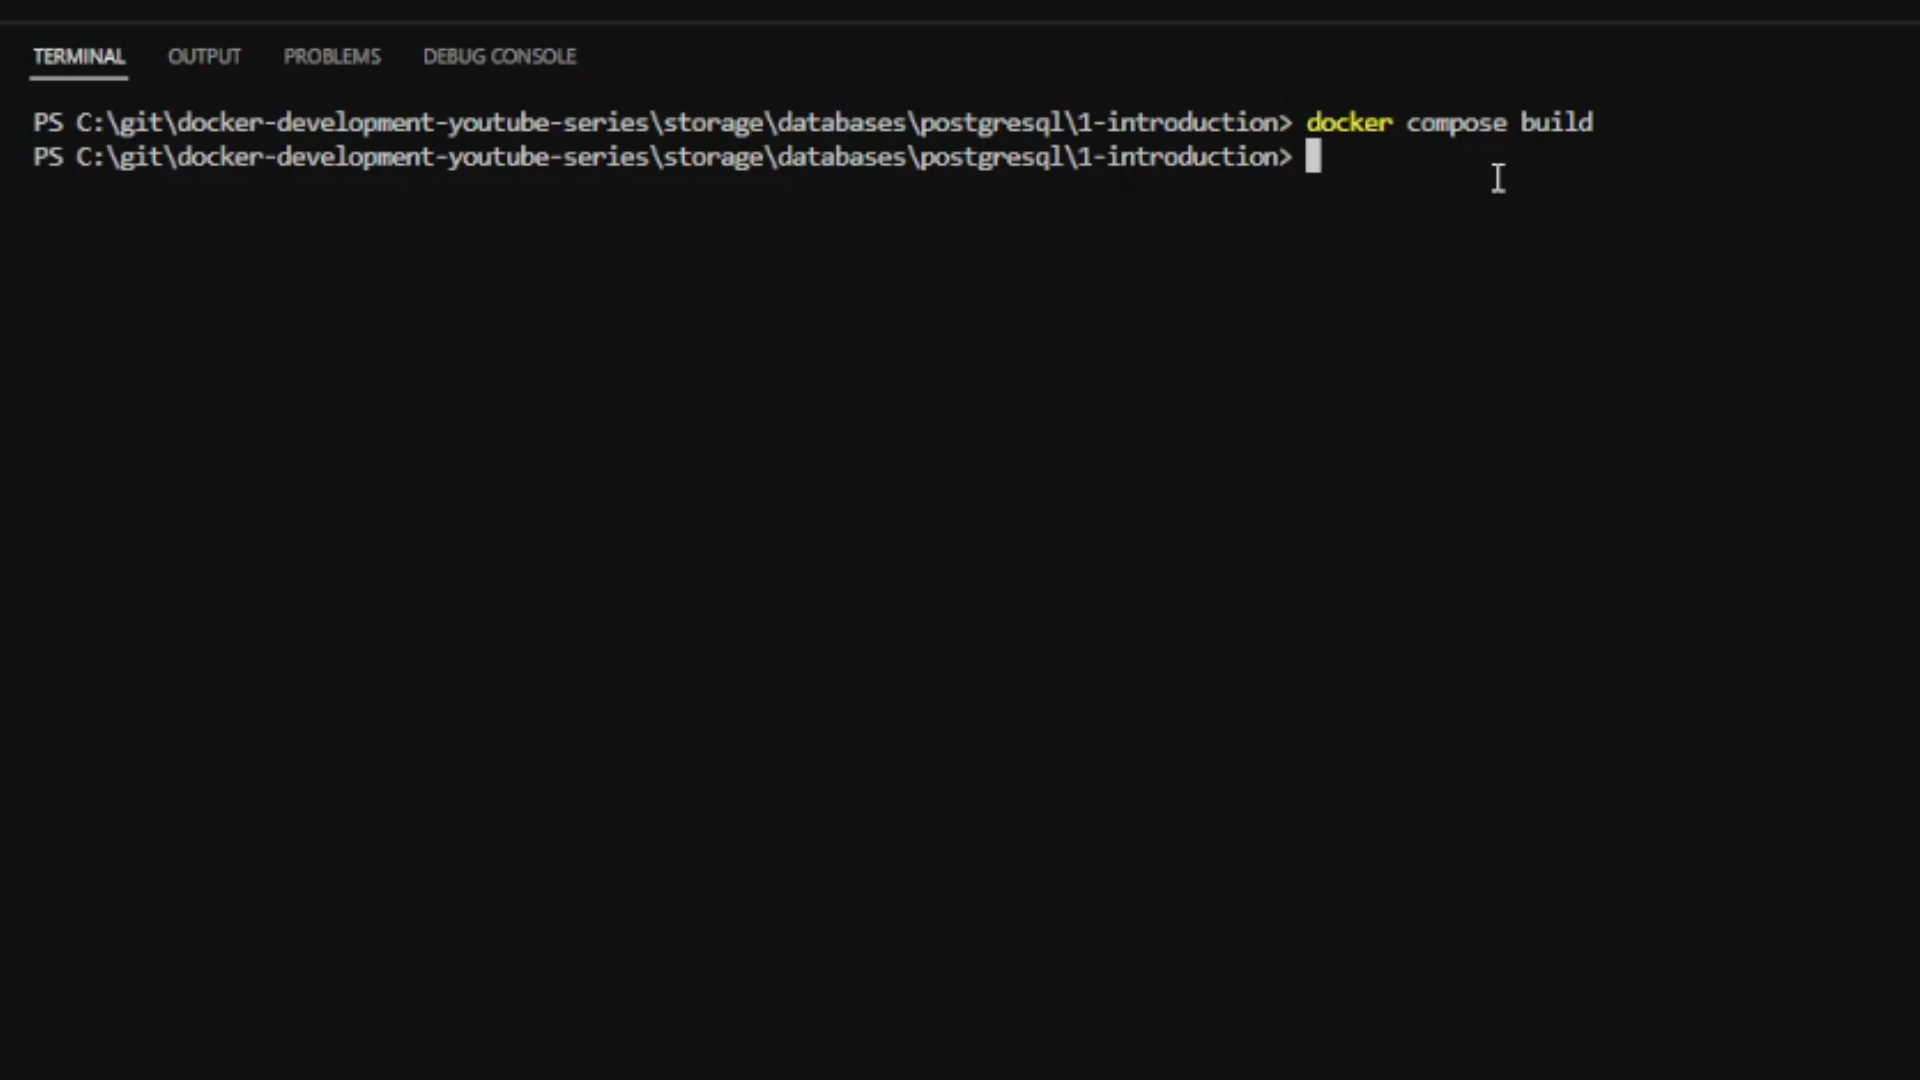 TERMINAL OUTPUT PROBLEMS DEBUG CONSOLE
PS C:\git\docker-development-youtube-series\storage\databases\postgresql\1-introduction> docker compose build
PS C:\git\docker-development-youtube-series\storage\databases\postgresql\1-introduction>